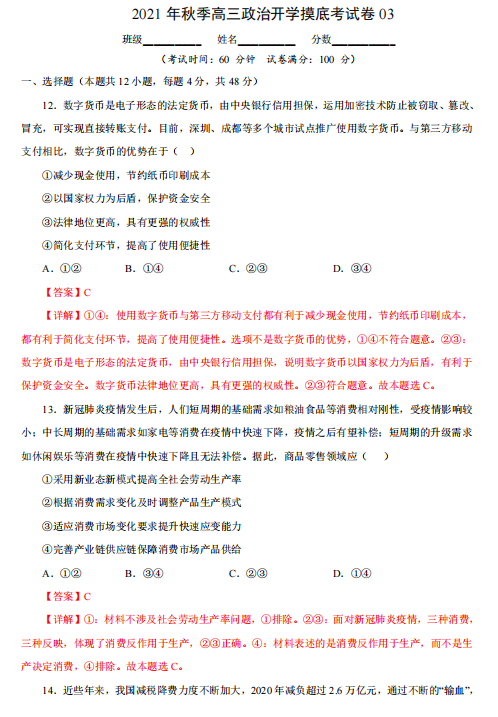 2021 年秋季高三政治开学摸底考试卷 03
班级___________ 姓名___________ 分数____________
（考试时间：60 分钟 试卷满分：100 分）
一、选择题（本题共 12 小题，每题 4 分，共 48 分）
12．数字货币是电子形态的法定货币，由中央银行信用担保，运用加密技术防止被窃取、篡改、
冒充，可实现直接转账支付。目前，深圳、成都等多个城市试点推广使用数字货币。与第三方移动
支付相比，数字货币的优势在于（ ）
①减少现金使用，节约纸币印刷成本
②以国家权力为后盾，保护资金安全
③法律地位更高，具有更强的权威性
④简化支付环节，提高了使用便捷性
A．①② B．①④ C．②③ D．③④
【答案】C
【详解】①④：使用数字货币与第三方移动支付都有利于减少现金使用，节约纸币印刷成本，
都有利于简化支付环节，提高了使用便捷性。选项不是数字货币的优势，①④不符合题意。②③：
数字货币是电子形态的法定货币，由中央银行信用担保，说明数字货币以国家权力为后盾，有利于
保护资金安全。数字货币法律地位更高，具有更强的权威性。②③符合题意。故本题选 C。
13．新冠肺炎疫情发生后，人们短周期的基础需求如粮油食品等消费相对刚性，受疫情影响较
小；中长周期的基础需求如家电等消费在疫情中快速下降，疫情之后有望补偿；短周期的升级需求
如休闲娱乐等消费在疫情中快速下降且无法补偿。据此，商品零售领域应（ ）
①采用新业态新模式提高全社会劳动生产率
②根据消费需求变化及时调整产品生产模式
③适应消费市场变化要求提升快速应变能力
④完善产业链供应链保障消费市场产品供给
A．①② B．③④ C．②③ D．①④
【答案】C
【详解】①：材料不涉及社会劳动生产率问题，①排除。②③：面对新冠肺炎疫情，三种消费，
三种反映，体现了消费反作用于生产，②③正确。④：材料表述的是消费反作用于生产，而不是生
产决定消费，④排除。故本题选 C。
14．近些年来，我国减税降费力度不断加大，2020 年减负超过 2.6 万亿元，通过不断的“输血”，